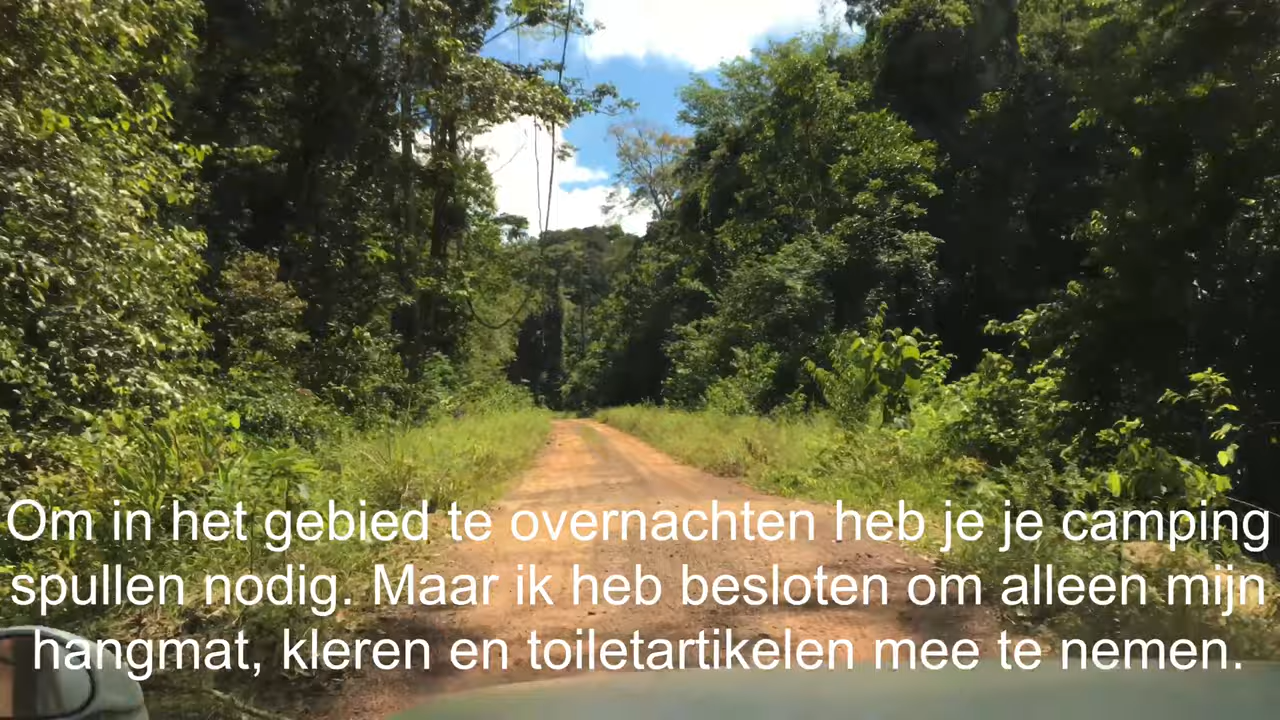 Om in het gebied te overnachten heb je je camping
spullen nodig. Maar ik heb besloten om alleen mijn
hangmat, kleren en toiletartikelen mee te nemen.